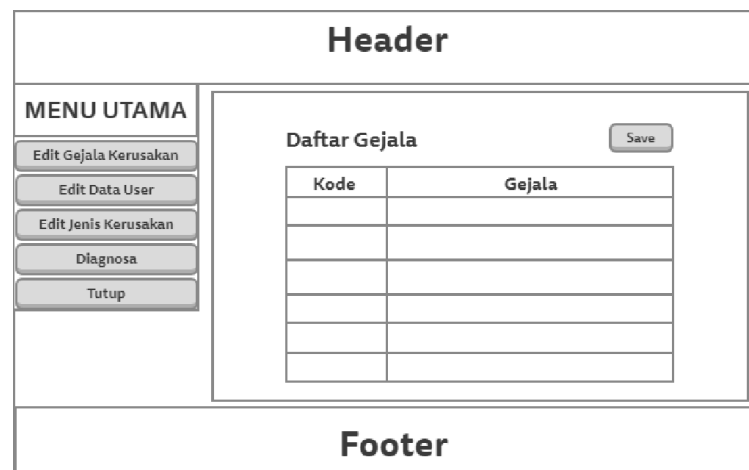 Header
MENU UTAMA
Edit Gejala Kerusakan
Edit Data User
Edit Jenis Kerusakan
Diagnosa
Tutup
Daftar Gejala
Save
Kode Gejala
Footer